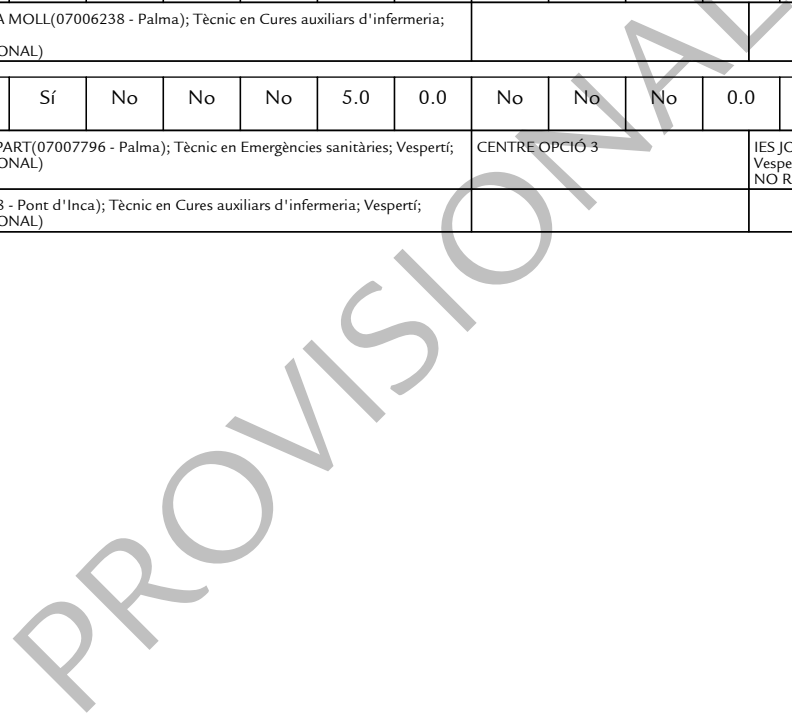 A MOLL(07006238 - Palma); Tècnic en Cures auxiliars d'infermeria;
ONAL)
Sí No No No 5.0 0.0 No No No 0.0
PART(07007796 - Palma); Tècnic en Emergències sanitàries; Vespertí;
ONAL)
CENTRE OPCIÓ 3
IES JO
Vespe
NO R
8 - Pont d'Inca); Tècnic en Cures auxiliars d'infermeria; Vespertí;
ONAL)
PROVISIONAL